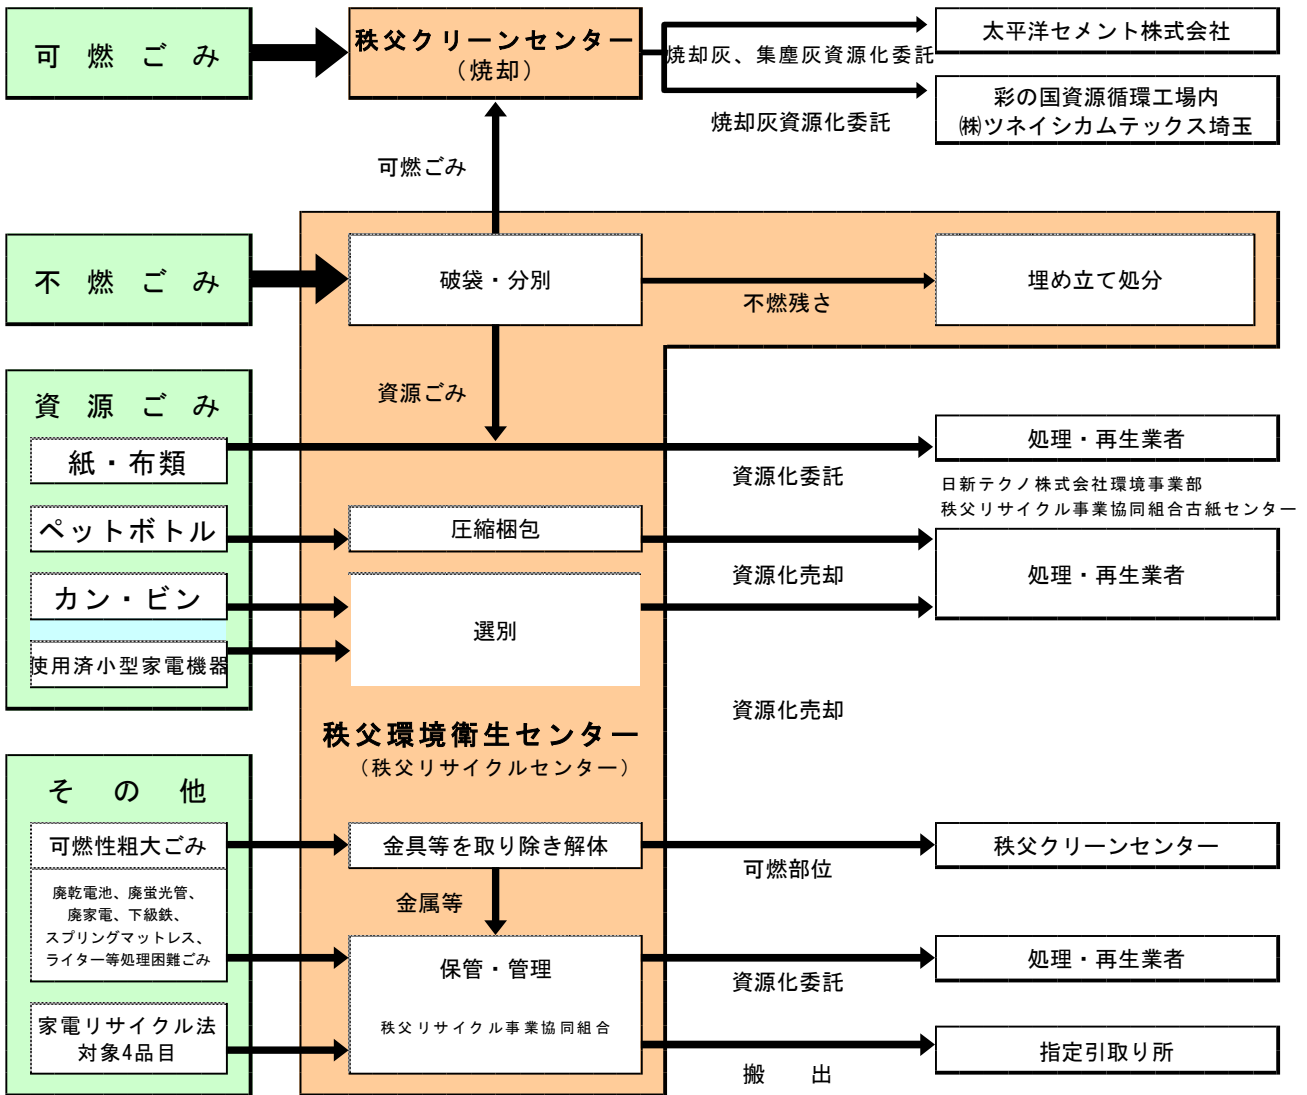 可燃ごみ
秩父クリーンセンター
（焼却）
焼却灰、集塵灰資源化委託
太平洋セメント株式会社
焼却灰資源化委託
彩の国資源循環工場内
㈱ツネイシカムテックス埼玉
可燃ごみ
不燃ごみ
破袋・分別
不燃残さ
埋め立て処分
資源ごみ
資源ごみ
紙・布類
資源化委託
処理・再生業者
日新テクノ株式会社環境事業部
秩父リサイクル事業協同組合古紙センター
ペットボトル
圧縮梱包
資源化売却
処理・再生業者
カン・ビン
選別
使用済小型家電機器
資源化売却
秩父環境衛生センター
（秩父リサイクルセンター）
その他
可燃性粗大ごみ
金具等を取り除き解体
可燃部位
秩父クリーンセンター
金属等
廃乾電池、廃蛍光管、
廃家電、下級鉄、
スプリングマットレス、
ライター等処理困難ごみ
保管・管理
秩父リサイクル事業協同組合
資源化委託
処理・再生業者
家電リサイクル法
対象4品目
搬出
指定引取り所